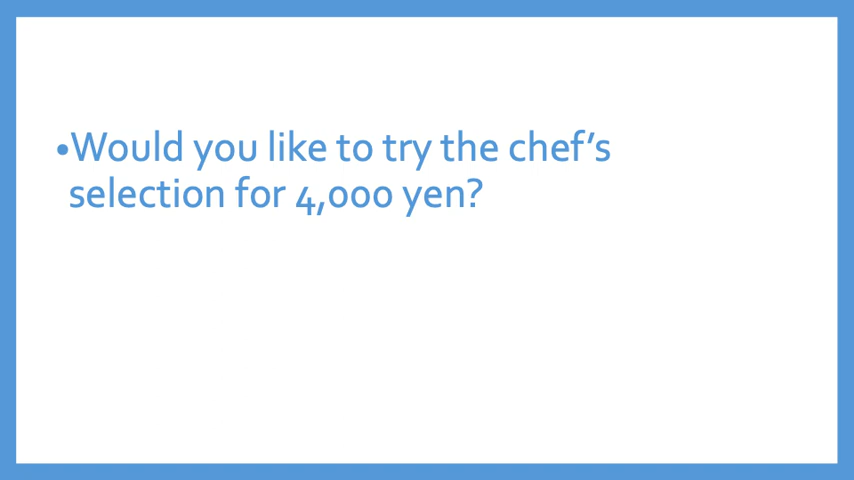 •Would you like to try the chef’s
selection for 4,000 yen?